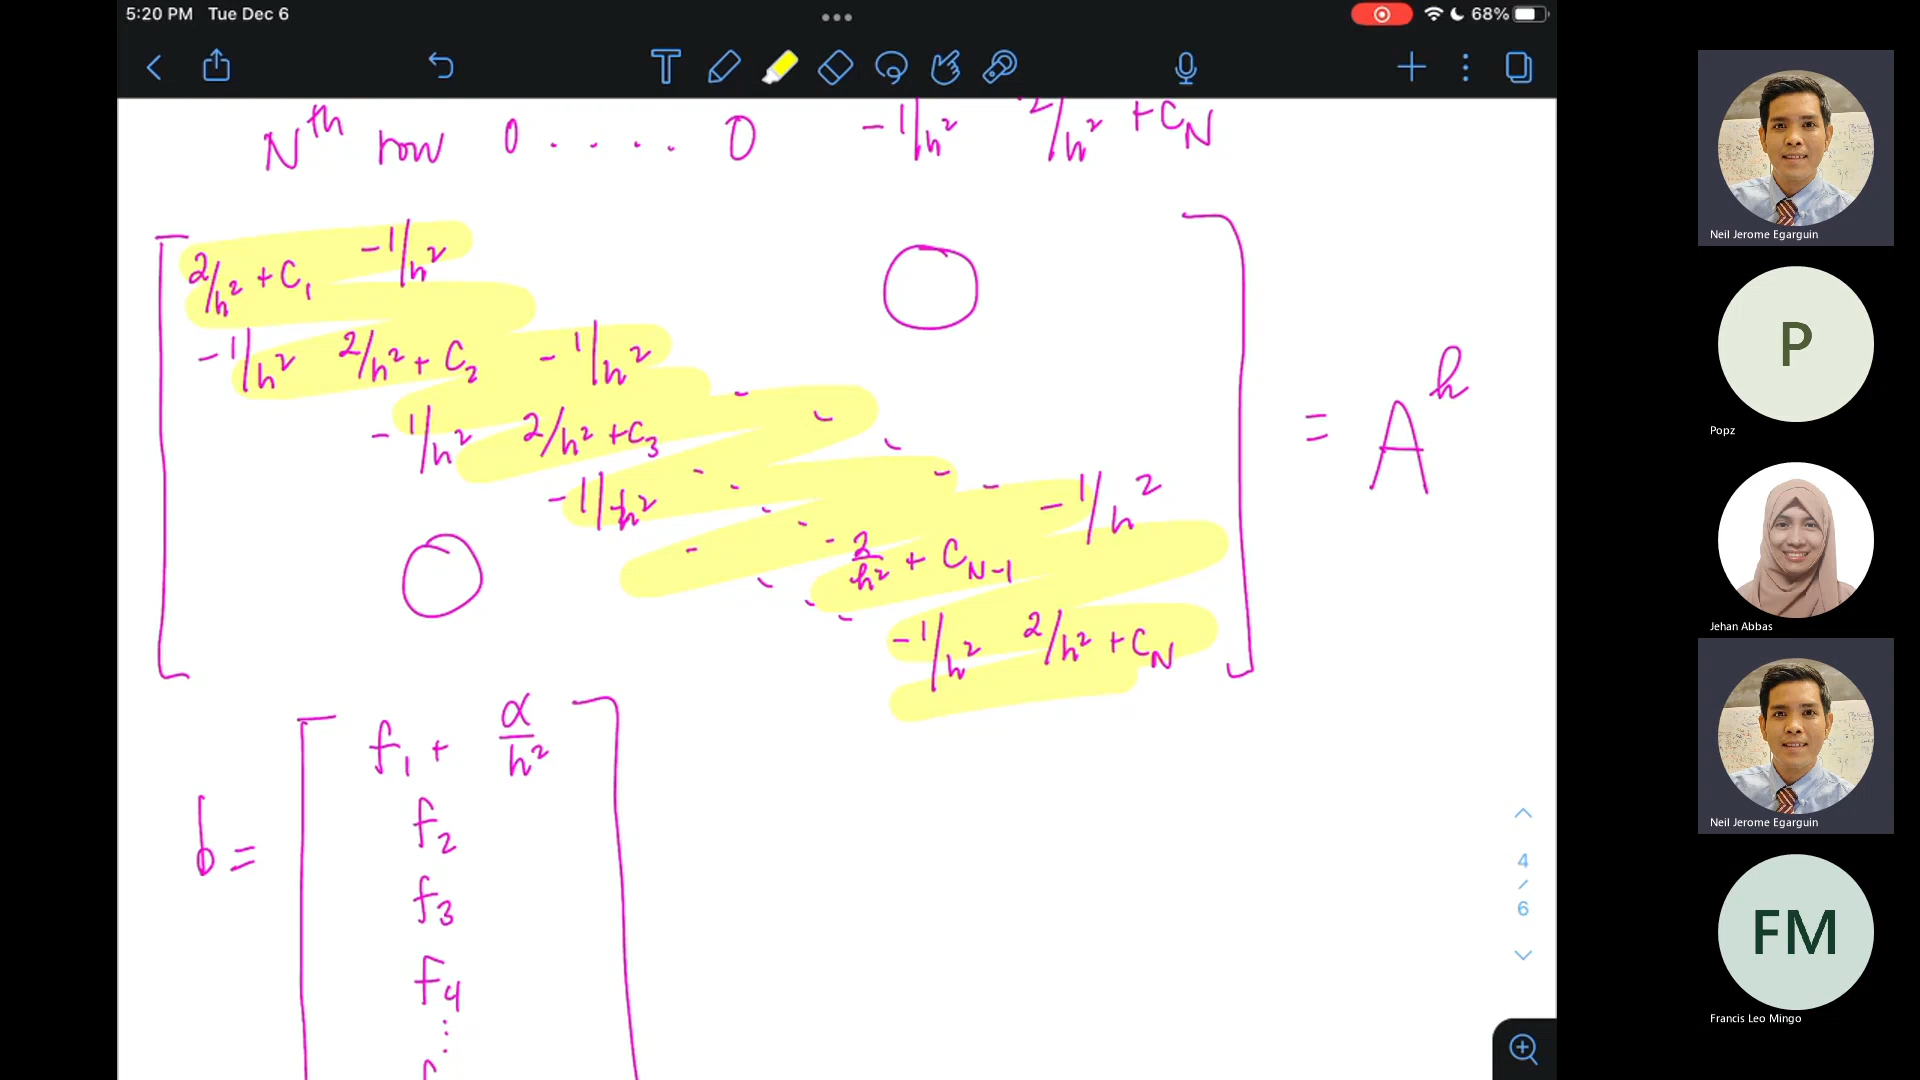 5:20 PM Tue Dec 6
68%
Nth row 0 . . . . . 0 -1/h² 2/h² + CN
2/h² + C1 -1/h²
-1/h² 2/h² + C2 -1/h²
-1/h² 2/h² + C3
-1/h²
-1/h²
2/h² + CN-1
-1/h² 2/h² + CN
= Aʰ
b =
f1 + α/h²
f2
f3
f4
⋮
4
/
6
Neil Jerome Egarguin
P
Popz
Jehan Abbas
Neil Jerome Egarguin
FM
Francis Leo Mingo